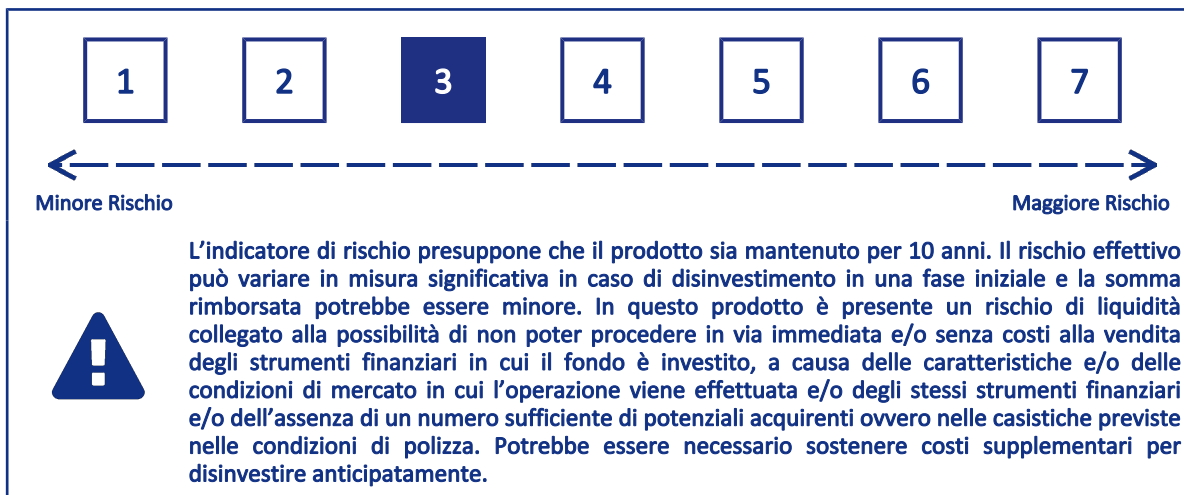 1 2 3 4 5 6 7
Minore Rischio Maggiore Rischio
L’indicatore di rischio presuppone che il prodotto sia mantenuto per 10 anni. Il rischio effettivo
può variare in misura significativa in caso di disinvestimento in una fase iniziale e la somma
rimborsata potrebbe essere minore. In questo prodotto è presente un rischio di liquidità
collegato alla possibilità di non poter procedere in via immediata e/o senza costi alla vendita
degli strumenti finanziari in cui il fondo è investito, a causa delle caratteristiche e/o delle
condizioni di mercato in cui l’operazione viene effettuata e/o degli stessi strumenti finanziari
e/o dell’assenza di un numero sufficiente di potenziali acquirenti ovvero nelle casistiche previste
nelle condizioni di polizza. Potrebbe essere necessario sostenere costi supplementari per
disinvestire anticipatamente.